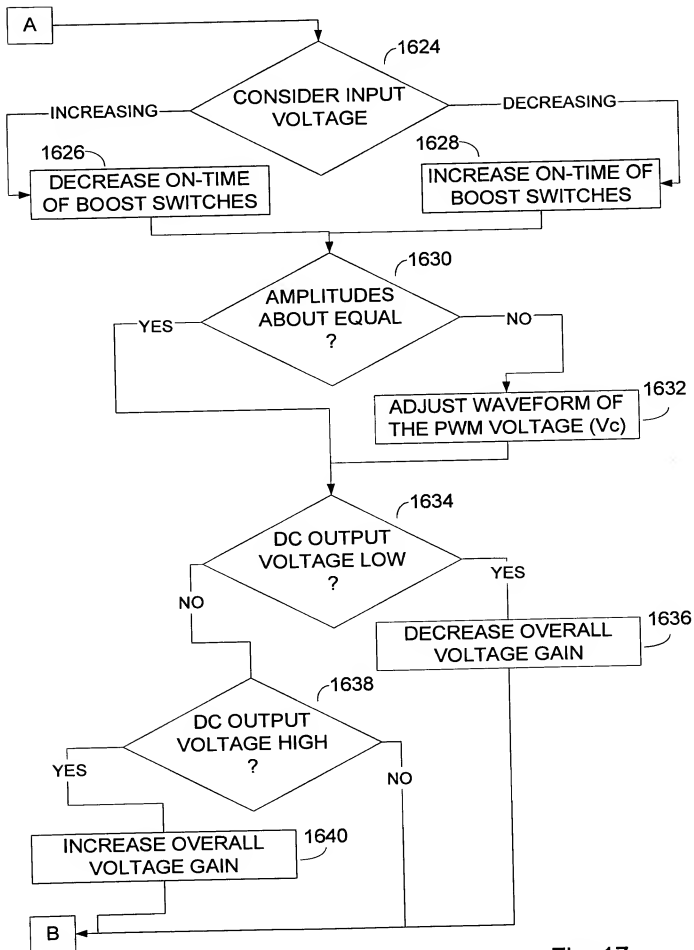 A
1624
CONSIDER INPUT
VOLTAGE
INCREASING
DECREASING
1626
DECREASE ON-TIME
OF BOOST SWITCHES
1628
INCREASE ON-TIME OF
BOOST SWITCHES
1630
AMPLITUDES
ABOUT EQUAL
?
YES
NO
1632
ADJUST WAVEFORM OF
THE PWM VOLTAGE (Vc)
1634
DC OUTPUT
VOLTAGE LOW
?
NO
YES
1636
DECREASE OVERALL
VOLTAGE GAIN
1638
DC OUTPUT
VOLTAGE HIGH
?
YES
NO
1640
INCREASE OVERALL
VOLTAGE GAIN
B